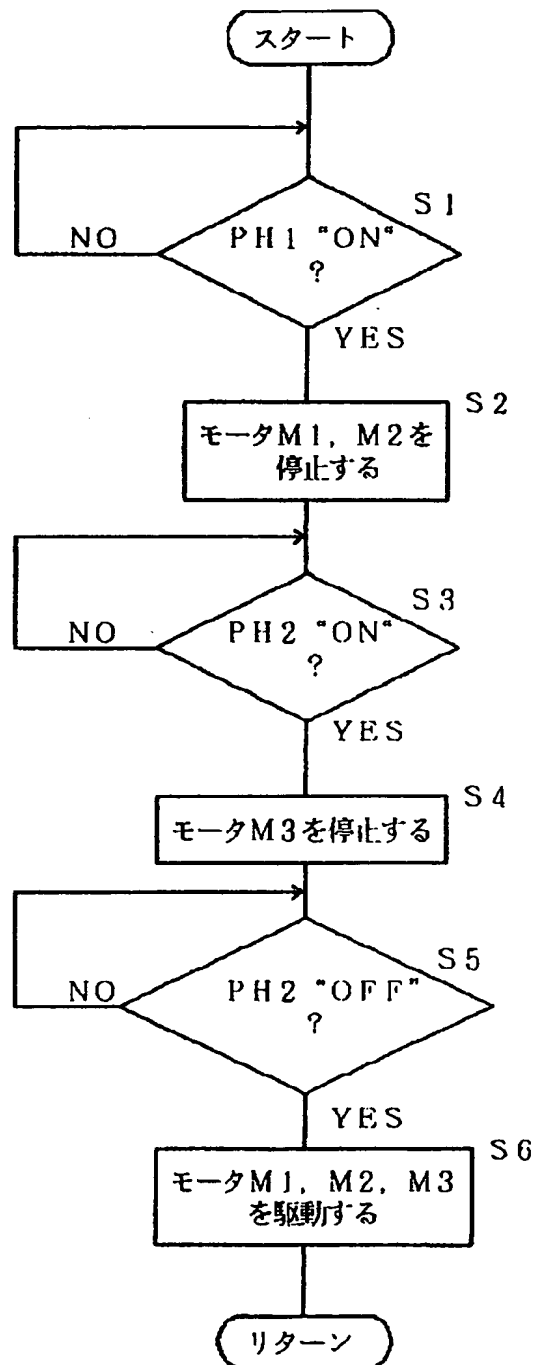 スタート
S1
PH1 "ON"
?
NO
YES
S2
モータM1, M2を
停止する
S3
PH2 "ON"
?
NO
YES
S4
モータM3を停止する
S5
PH2 "OFF"
?
NO
YES
S6
モータM1, M2, M3
を駆動する
リターン